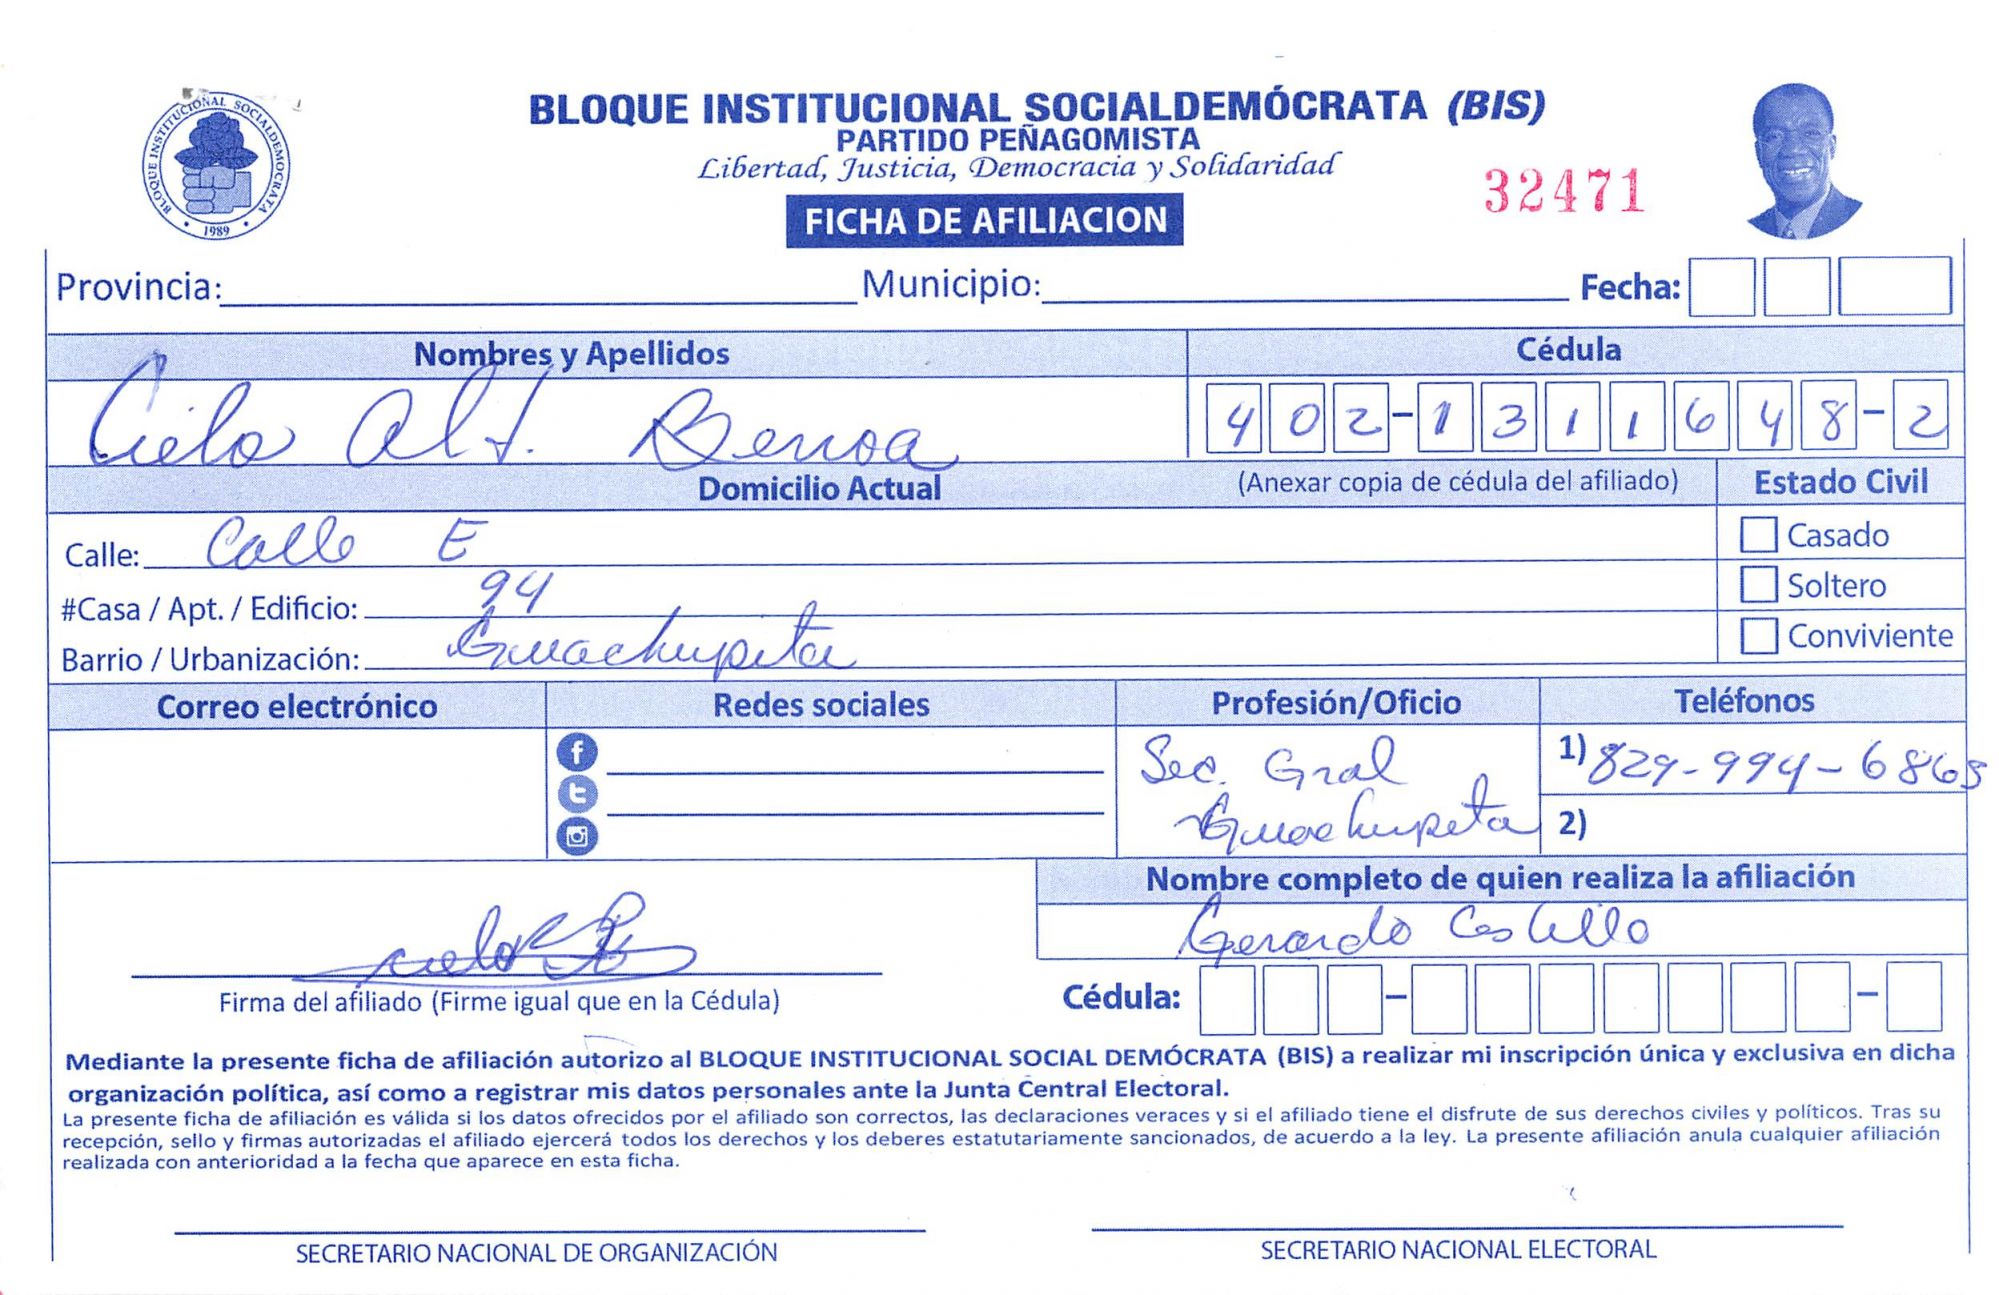 BLOQUE INSTITUCIONAL SOCIALDEMÓCRATA
1989
BLOQUE INSTITUCIONAL SOCIALDEMÓCRATA (BIS)
PARTIDO PEÑAGOMISTA
Libertad, Justicia, Democracia y Solidaridad
32471
FICHA DE AFILIACION
Provincia: Municipio: Fecha:
Nombres y Apellidos Cédula
Cielo Alt. Berroa 402-1311648-2
Domicilio Actual (Anexar copia de cédula del afiliado) Estado Civil
Calle: Calle E Casado
#Casa / Apt. / Edificio: 94 Soltero
Barrio / Urbanización: Guachupita Conviviente
Correo electrónico Redes sociales Profesión/Oficio Teléfonos
Sec. Gral 1) 829-994-6865
Guachupita 2)
Nombre completo de quien realiza la afiliación
Gerardo Castillo
cielo
Firma del afiliado (Firme igual que en la Cédula) Cédula: - -
Mediante la presente ficha de afiliación autorizo al BLOQUE INSTITUCIONAL SOCIAL DEMÓCRATA (BIS) a realizar mi inscripción única y exclusiva en dicha
organización política, así como a registrar mis datos personales ante la Junta Central Electoral.
La presente ficha de afiliación es válida si los datos ofrecidos por el afiliado son correctos, las declaraciones veraces y si el afiliado tiene el disfrute de sus derechos civiles y políticos. Tras su
recepción, sello y firmas autorizadas el afiliado ejercerá todos los derechos y los deberes estatutariamente sancionados, de acuerdo a la ley. La presente afiliación anula cualquier afiliación
realizada con anterioridad a la fecha que aparece en esta ficha.
SECRETARIO NACIONAL DE ORGANIZACIÓN SECRETARIO NACIONAL ELECTORAL